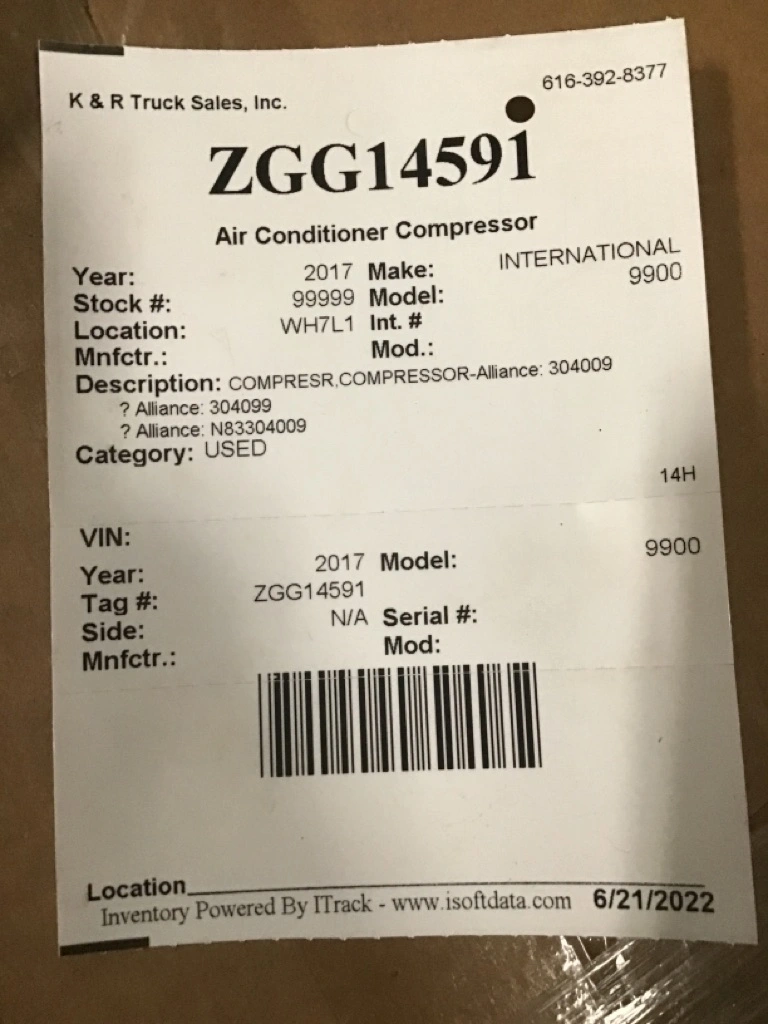 K & R Truck Sales, Inc. 616-392-8377
ZGG14591
Air Conditioner Compressor
Year: 2017 Make: INTERNATIONAL
Stock #: 99999 Model: 9900
Location: WH7L1 Int. #
Mnfctr.: Mod.:
Description: COMPRESR,COMPRESSOR-Alliance: 304009
? Alliance: 304099
? Alliance: N83304009
Category: USED
14H
VIN:
Year: 2017 Model: 9900
Tag #: ZGG14591
Side: N/A Serial #:
Mnfctr.: Mod:
Location
Inventory Powered By ITrack - www.isoftdata.com 6/21/2022